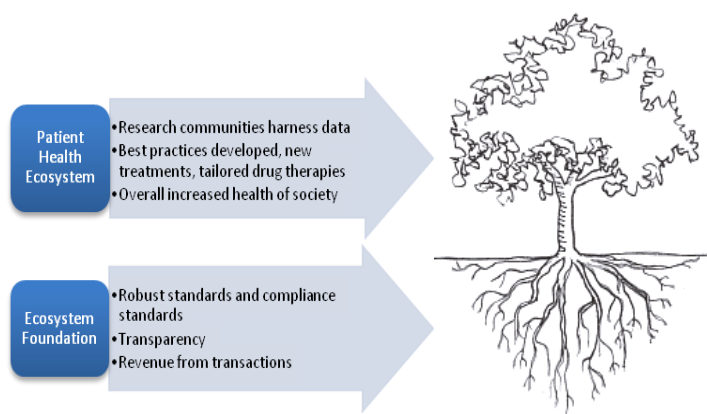 Patient
Health
Ecosystem
•Research communities harness data
•Best practices developed, new
treatments, tailored drug therapies
•Overall increased health of society
Ecosystem
Foundation
•Robust standards and compliance
standards
•Transparency
•Revenue from transactions